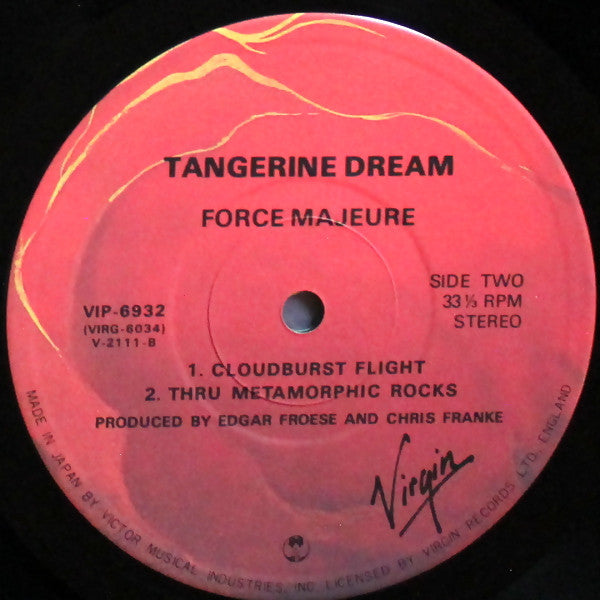 TANGERINE DREAM
FORCE MAJEURE
SIDE TWO
33⅓ RPM
STEREO
VIP-6932
(VIRG-6034)
V-2111-B
1. CLOUDBURST FLIGHT
2. THRU METAMORPHIC ROCKS
PRODUCED BY EDGAR FROESE AND CHRIS FRANKE
Virgin
MADE IN JAPAN BY VICTOR MUSICAL INDUSTRIES, INC. LICENSED BY VIRGIN RECORDS LTD., ENGLAND